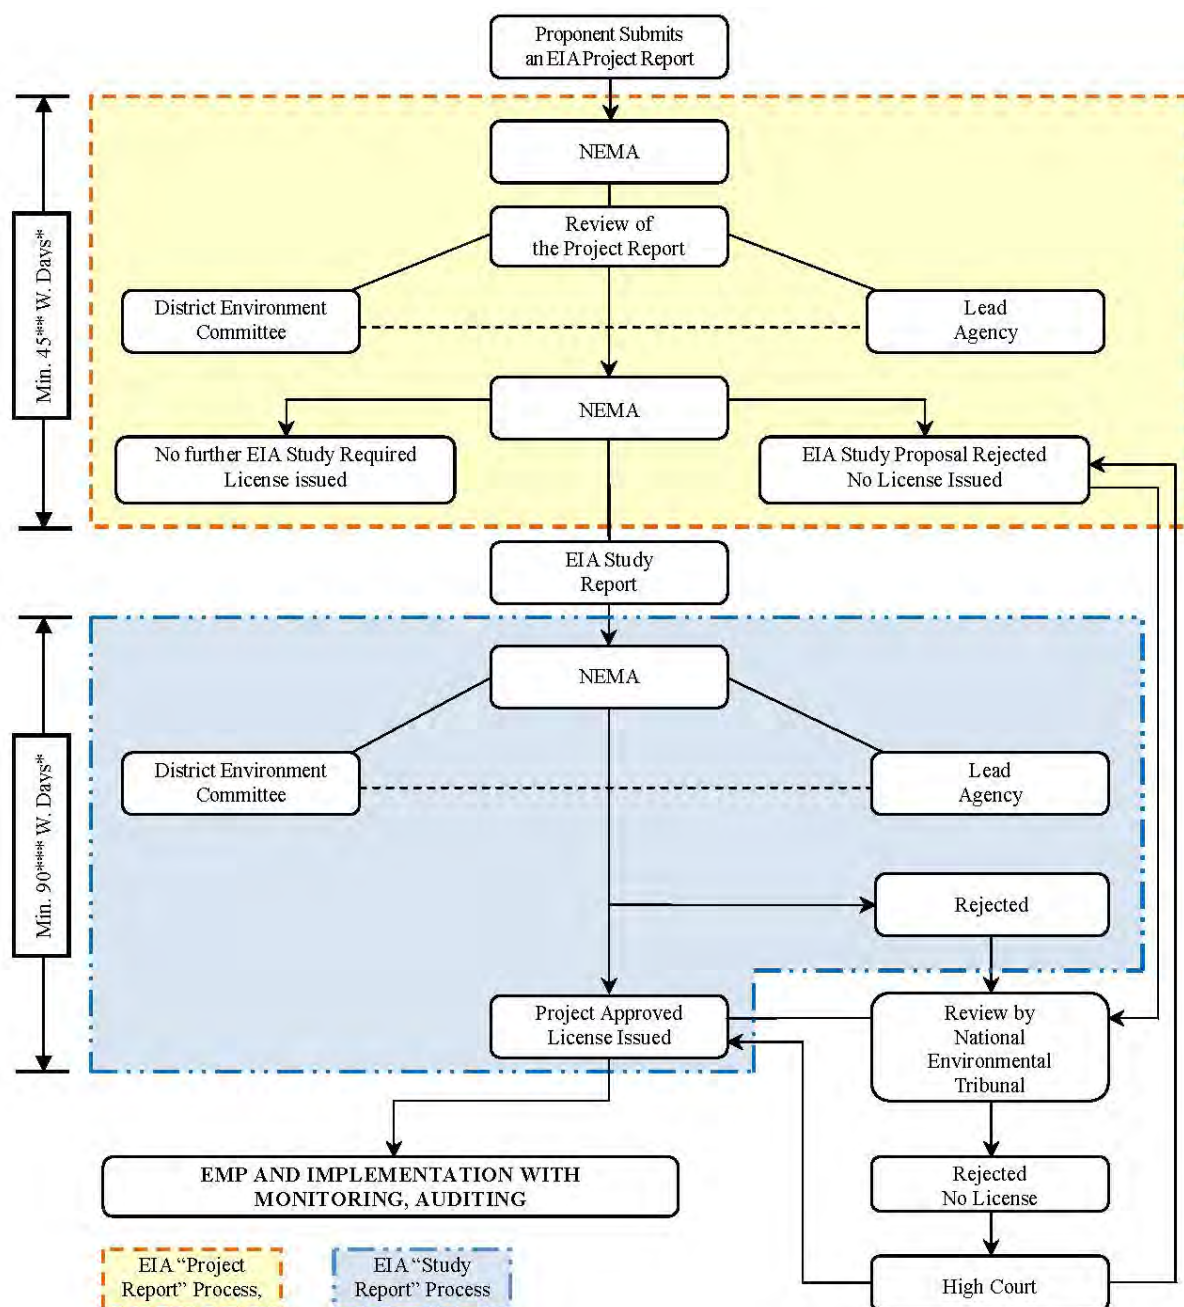 Proponent Submits
an EIA Project Report
NEMA
Review of
the Project Report
District Environment
Committee
Lead
Agency
Min. 45** W. Days*
NEMA
No further EIA Study Required
License issued
EIA Study Proposal Rejected
No License Issued
EIA Study
Report
NEMA
District Environment
Committee
Lead
Agency
Min. 90*** W. Days*
Rejected
Project Approved
License Issued
Review by
National
Environmental
Tribunal
EMP AND IMPLEMENTATION WITH
MONITORING, AUDITING
Rejected
No License
EIA “Project
Report” Process,
EIA “Study
Report” Process
High Court